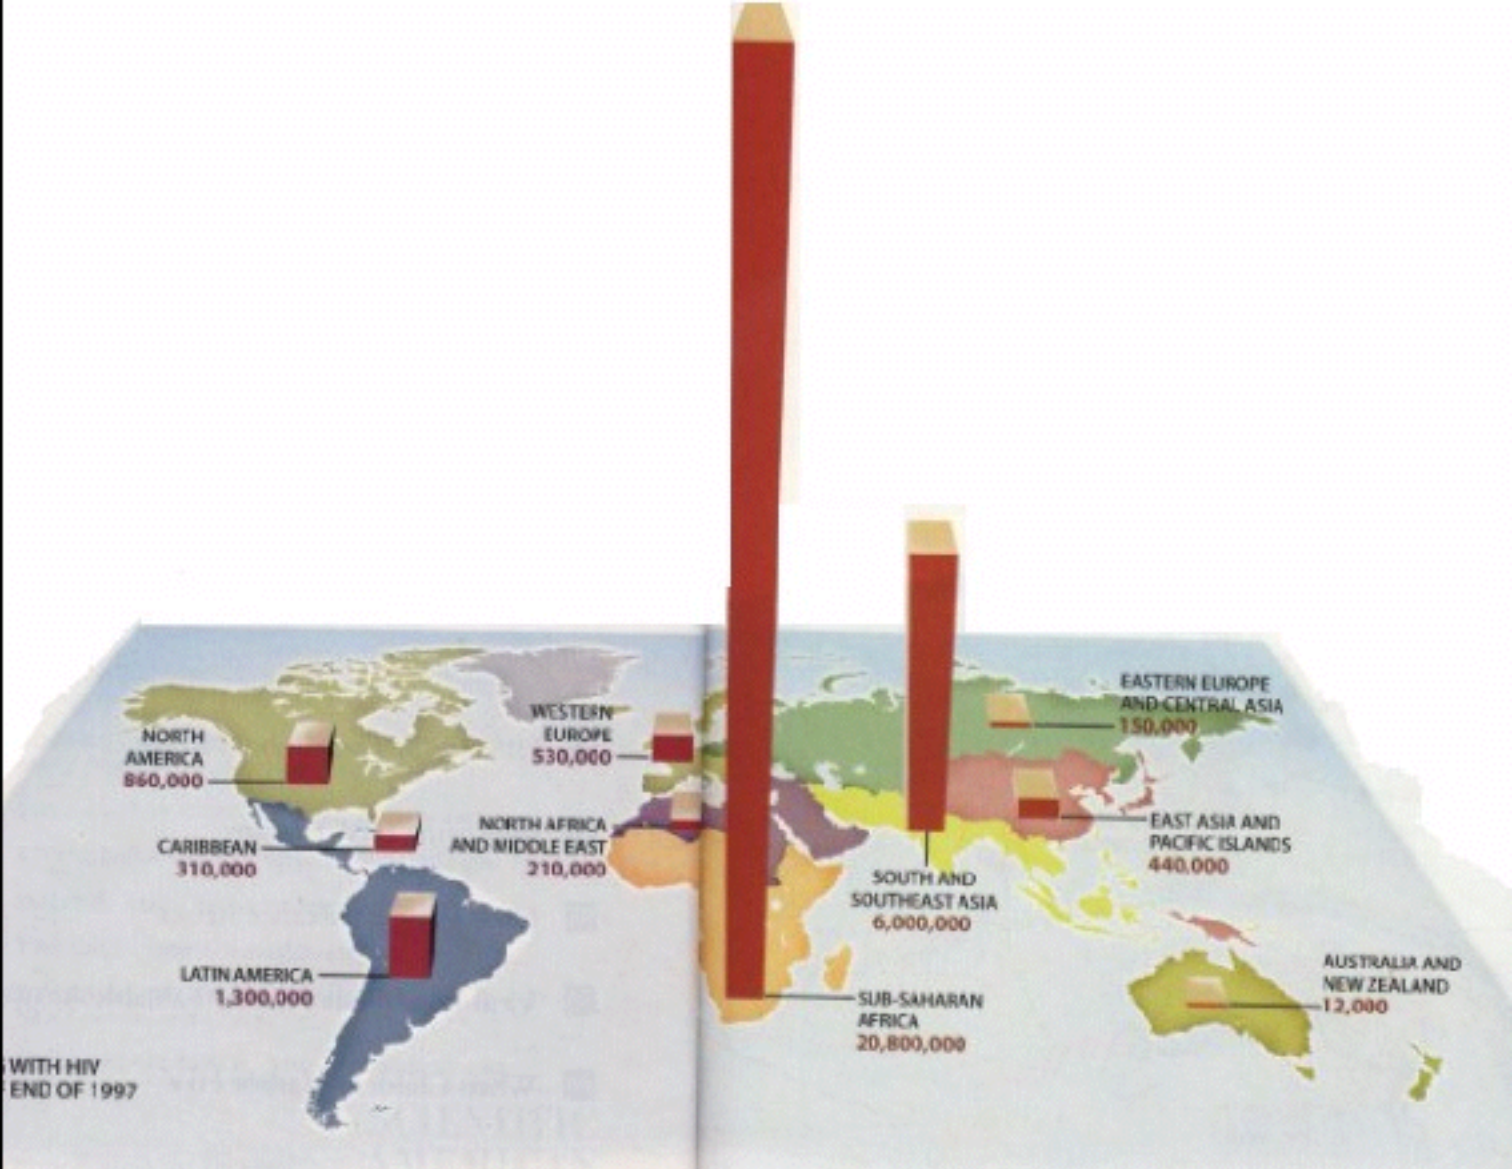 NORTH
AMERICA
860,000
CARIBBEAN
310,000
LATIN AMERICA
1,300,000
WESTERN
EUROPE
530,000
NORTH AFRICA
AND MIDDLE EAST
210,000
EASTERN EUROPE
AND CENTRAL ASIA
150,000
EAST ASIA AND
PACIFIC ISLANDS
440,000
SOUTH AND
SOUTHEAST ASIA
6,000,000
SUB-SAHARAN
AFRICA
20,800,000
AUSTRALIA AND
NEW ZEALAND
12,000
WITH HIV
END OF 1997